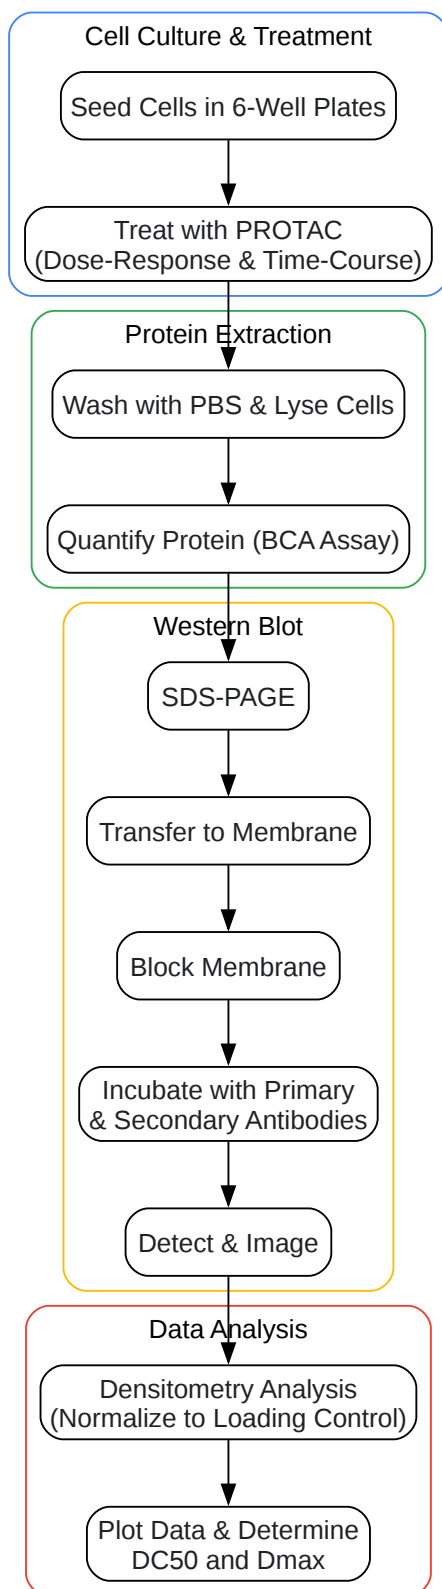 Cell Culture & Treatment
Seed Cells in 6-Well Plates
Treat with PROTAC
(Dose-Response & Time-Course)
Protein Extraction
Wash with PBS & Lyse Cells
Quantify Protein (BCA Assay)
Western Blot
SDS-PAGE
Transfer to Membrane
Block Membrane
Incubate with Primary
& Secondary Antibodies
Detect & Image
Data Analysis
Densitometry Analysis
(Normalize to Loading Control)
Plot Data & Determine
DC50 and Dmax